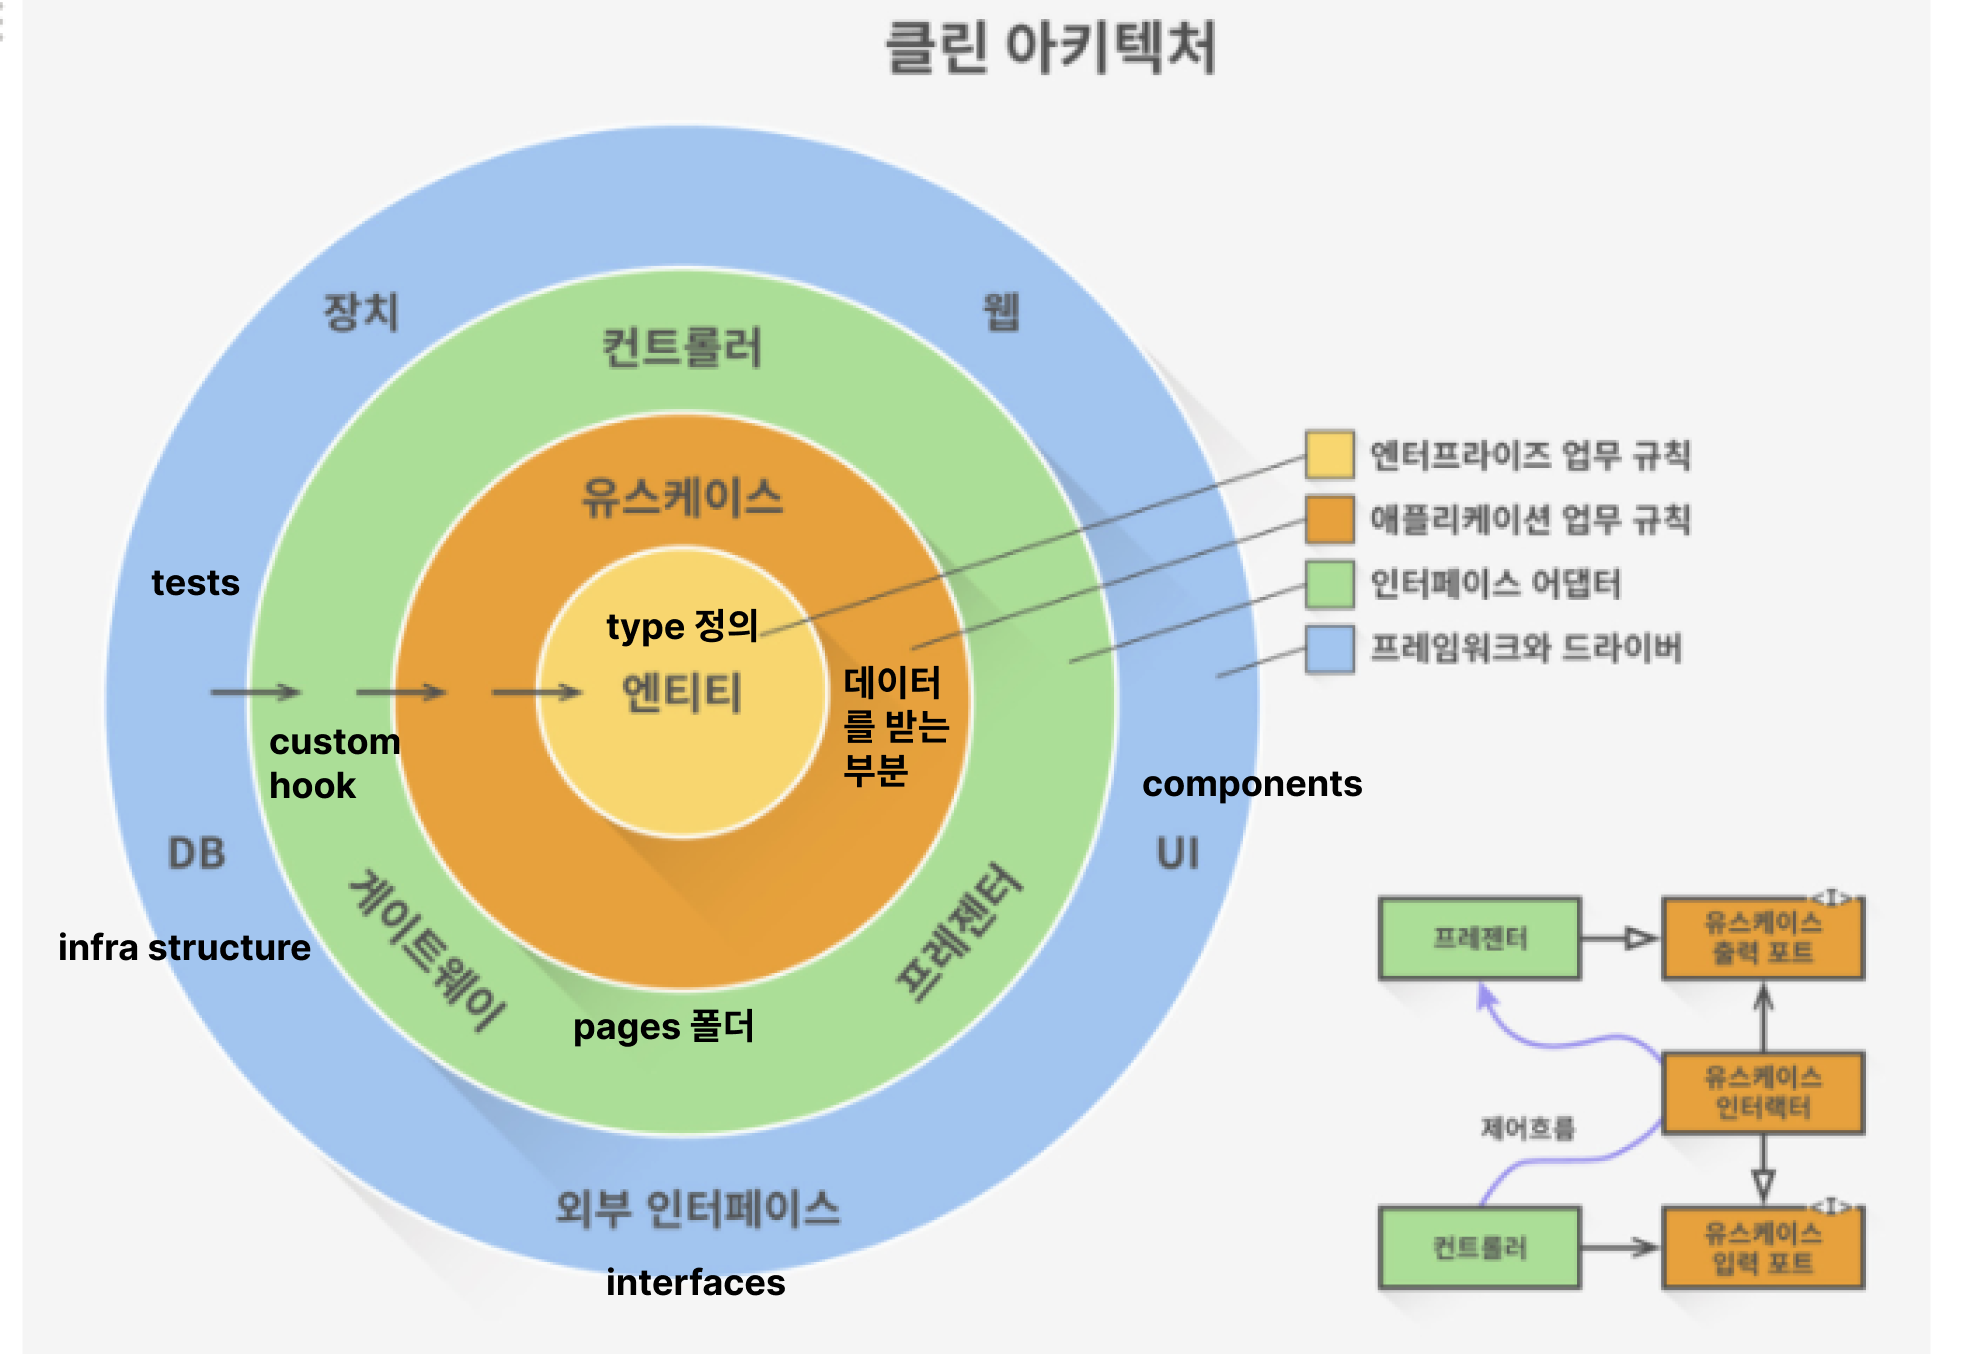 클린 아키텍처
장치
웹
컨트롤러
유스케이스
엔터프라이즈 업무 규칙
애플리케이션 업무 규칙
인터페이스 어댑터
프레임워크와 드라이버
tests
type 정의
엔티티
데이터
를 받는
부분
custom
hook
components
DB
UI
infra structure
게이트웨이
프레젠터
pages 폴더
외부 인터페이스
interfaces
프레젠터
<I>
유스케이스
출력 포트
유스케이스
인터랙터
제어흐름
컨트롤러
<I>
유스케이스
입력 포트